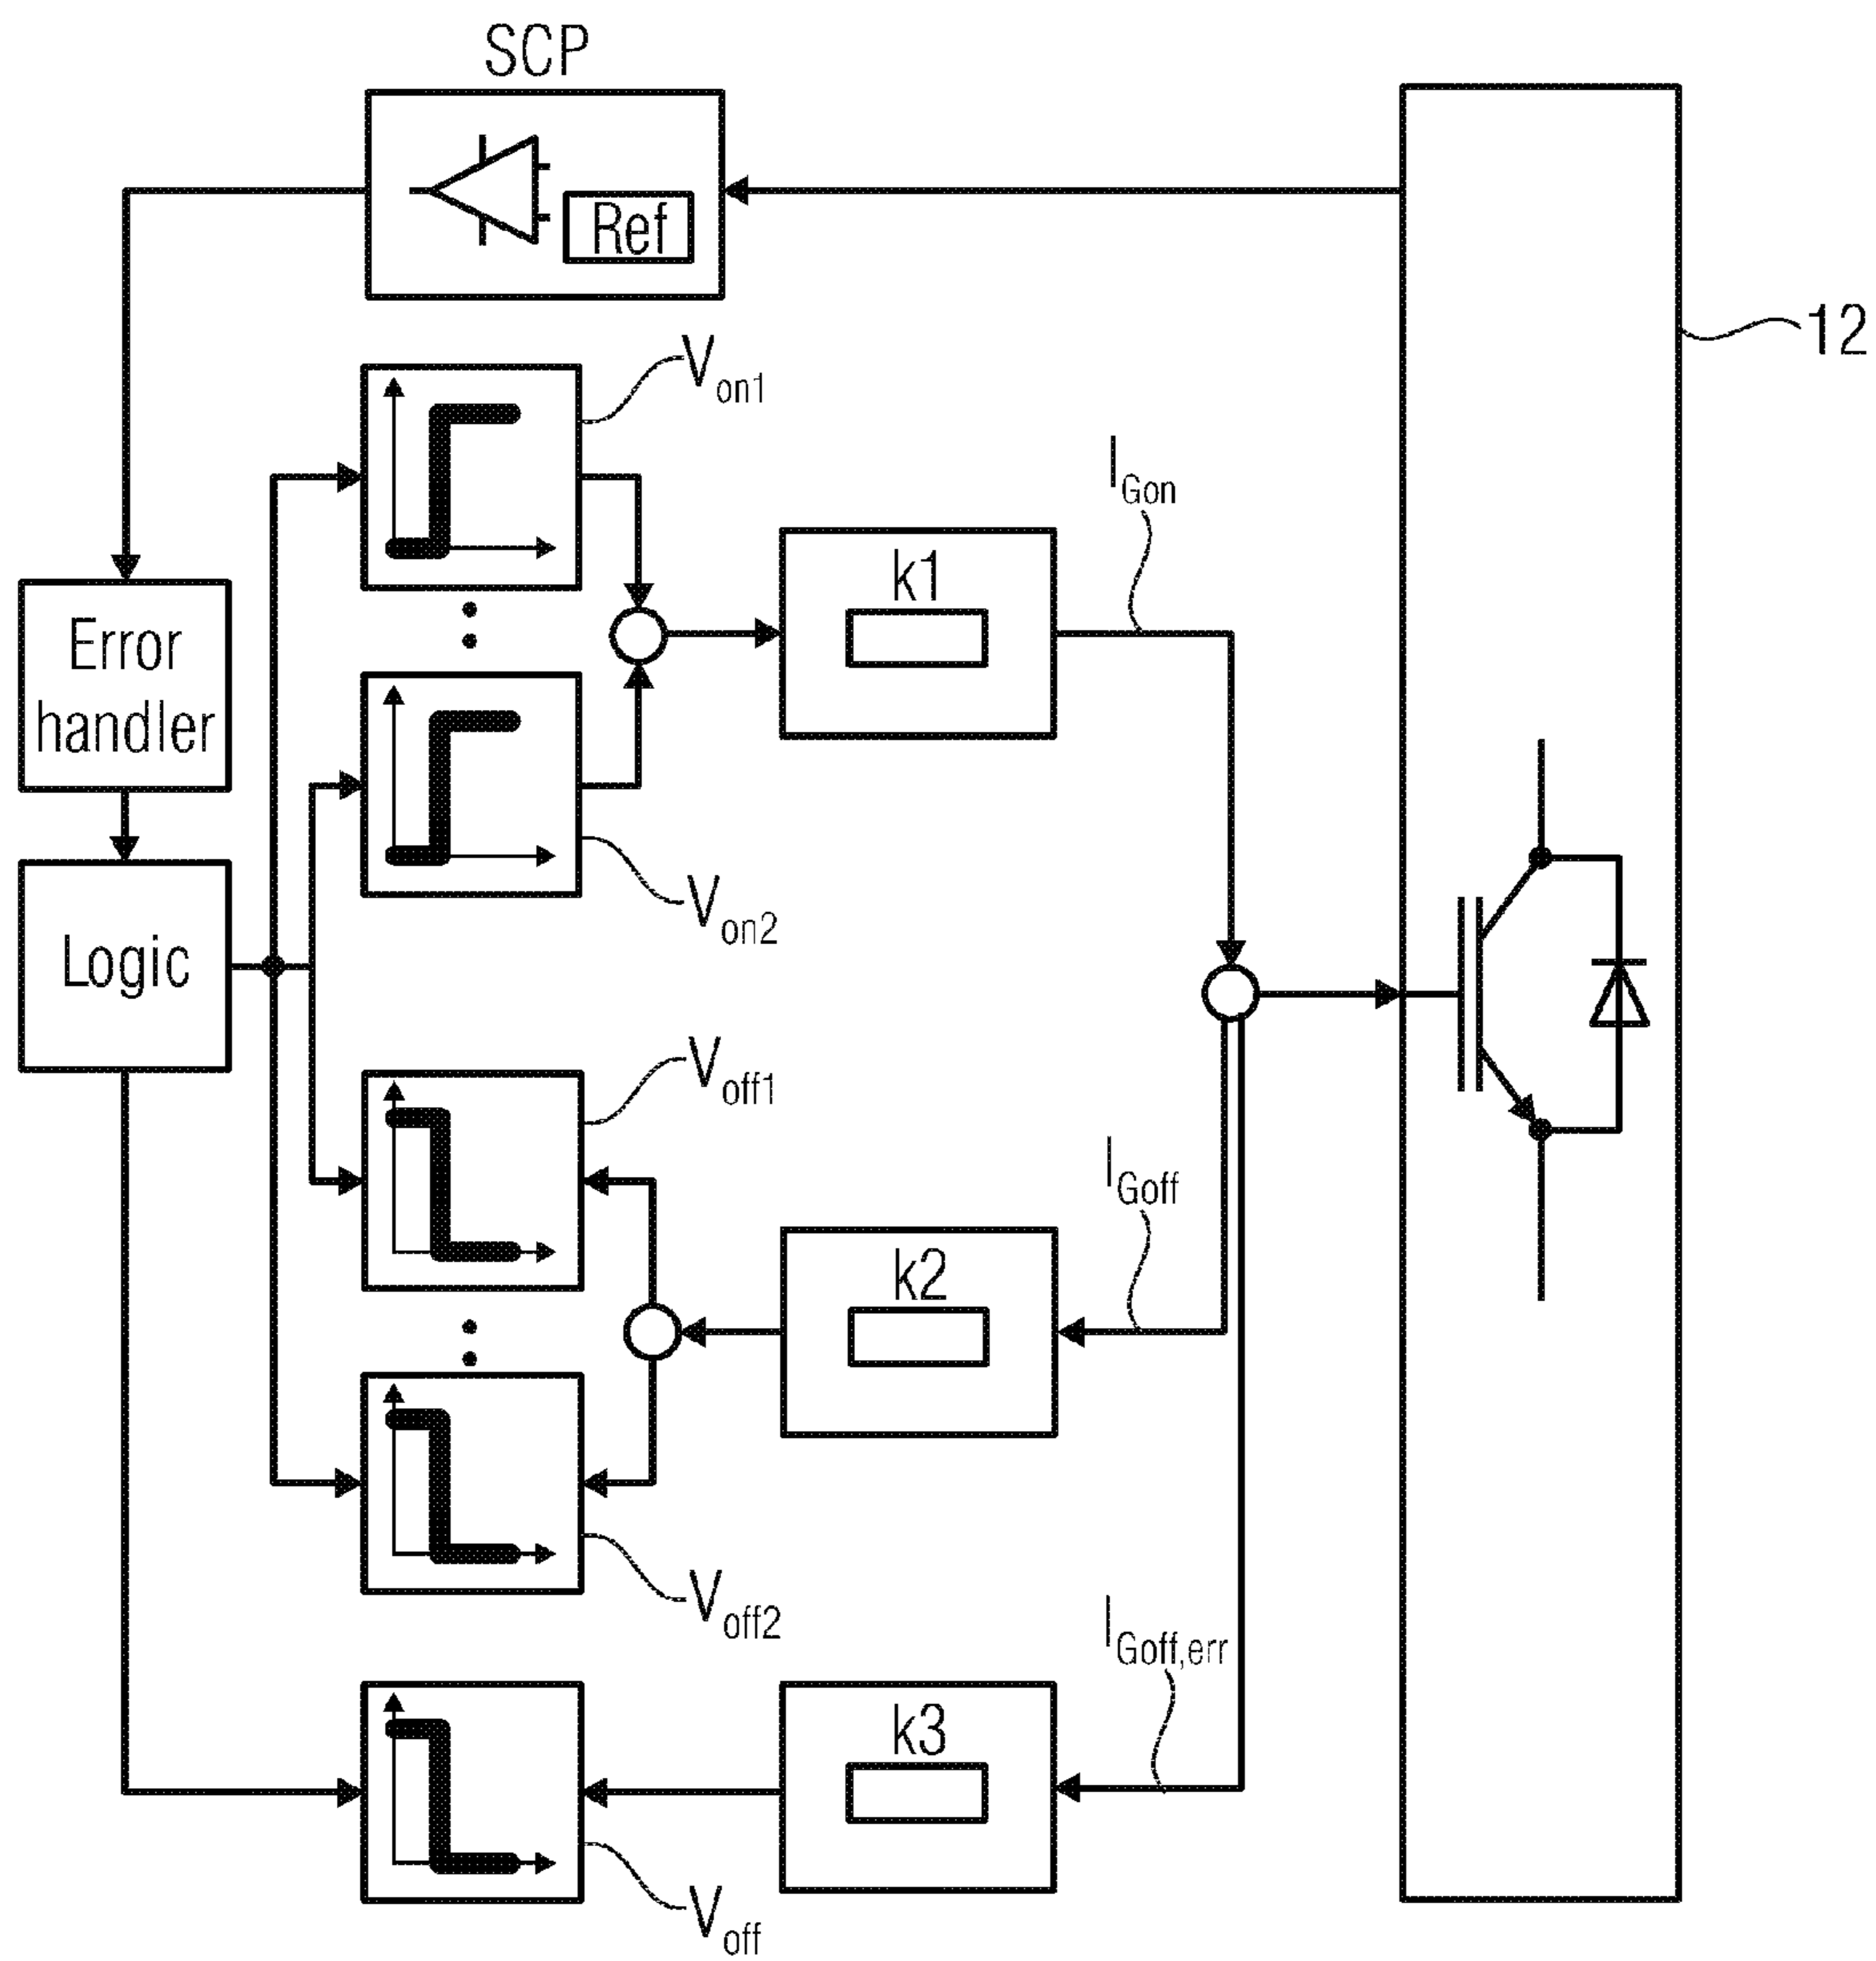 SCP
Ref
12
Von1
IGon
k1
Error
handler
Von2
Logic
Voff1
IGoff
k2
Voff2
IGoff,err
k3
Voff